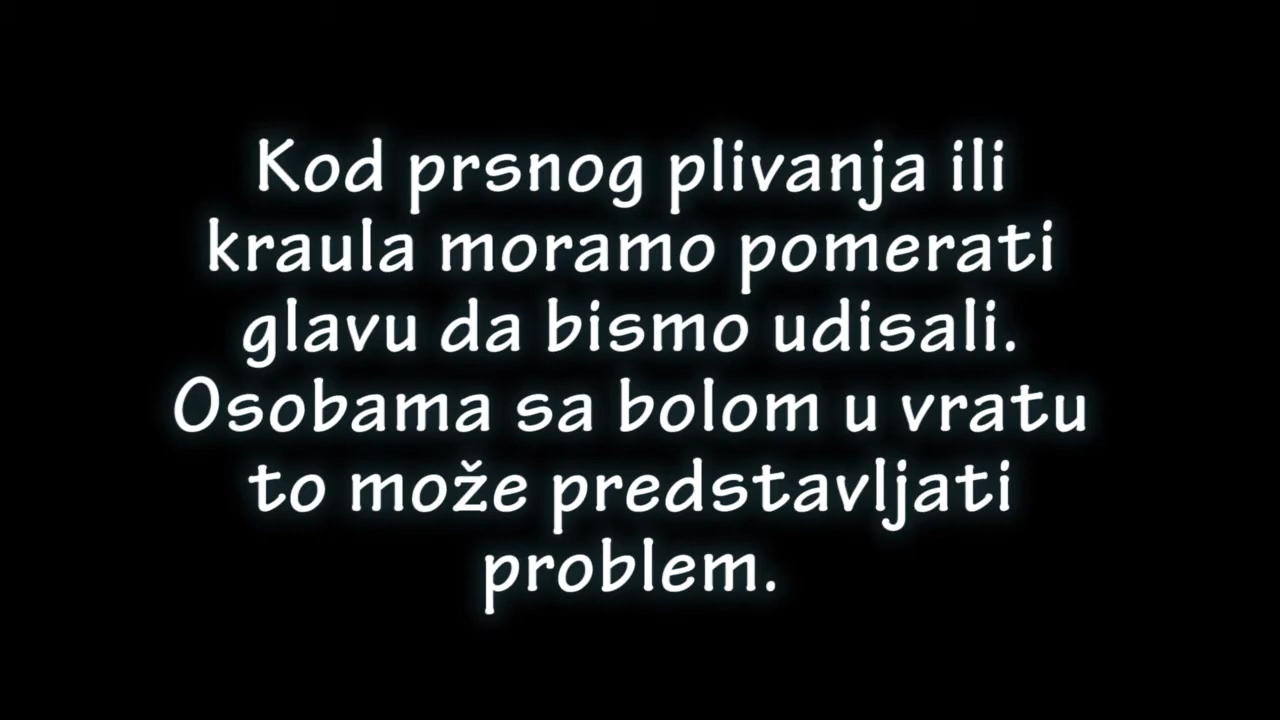 Kod prsnog plivanja ili
kraula moramo pomerati
glavu da bismo udisali.
Osobama sa bolom u vratu
to može predstavljati
problem.